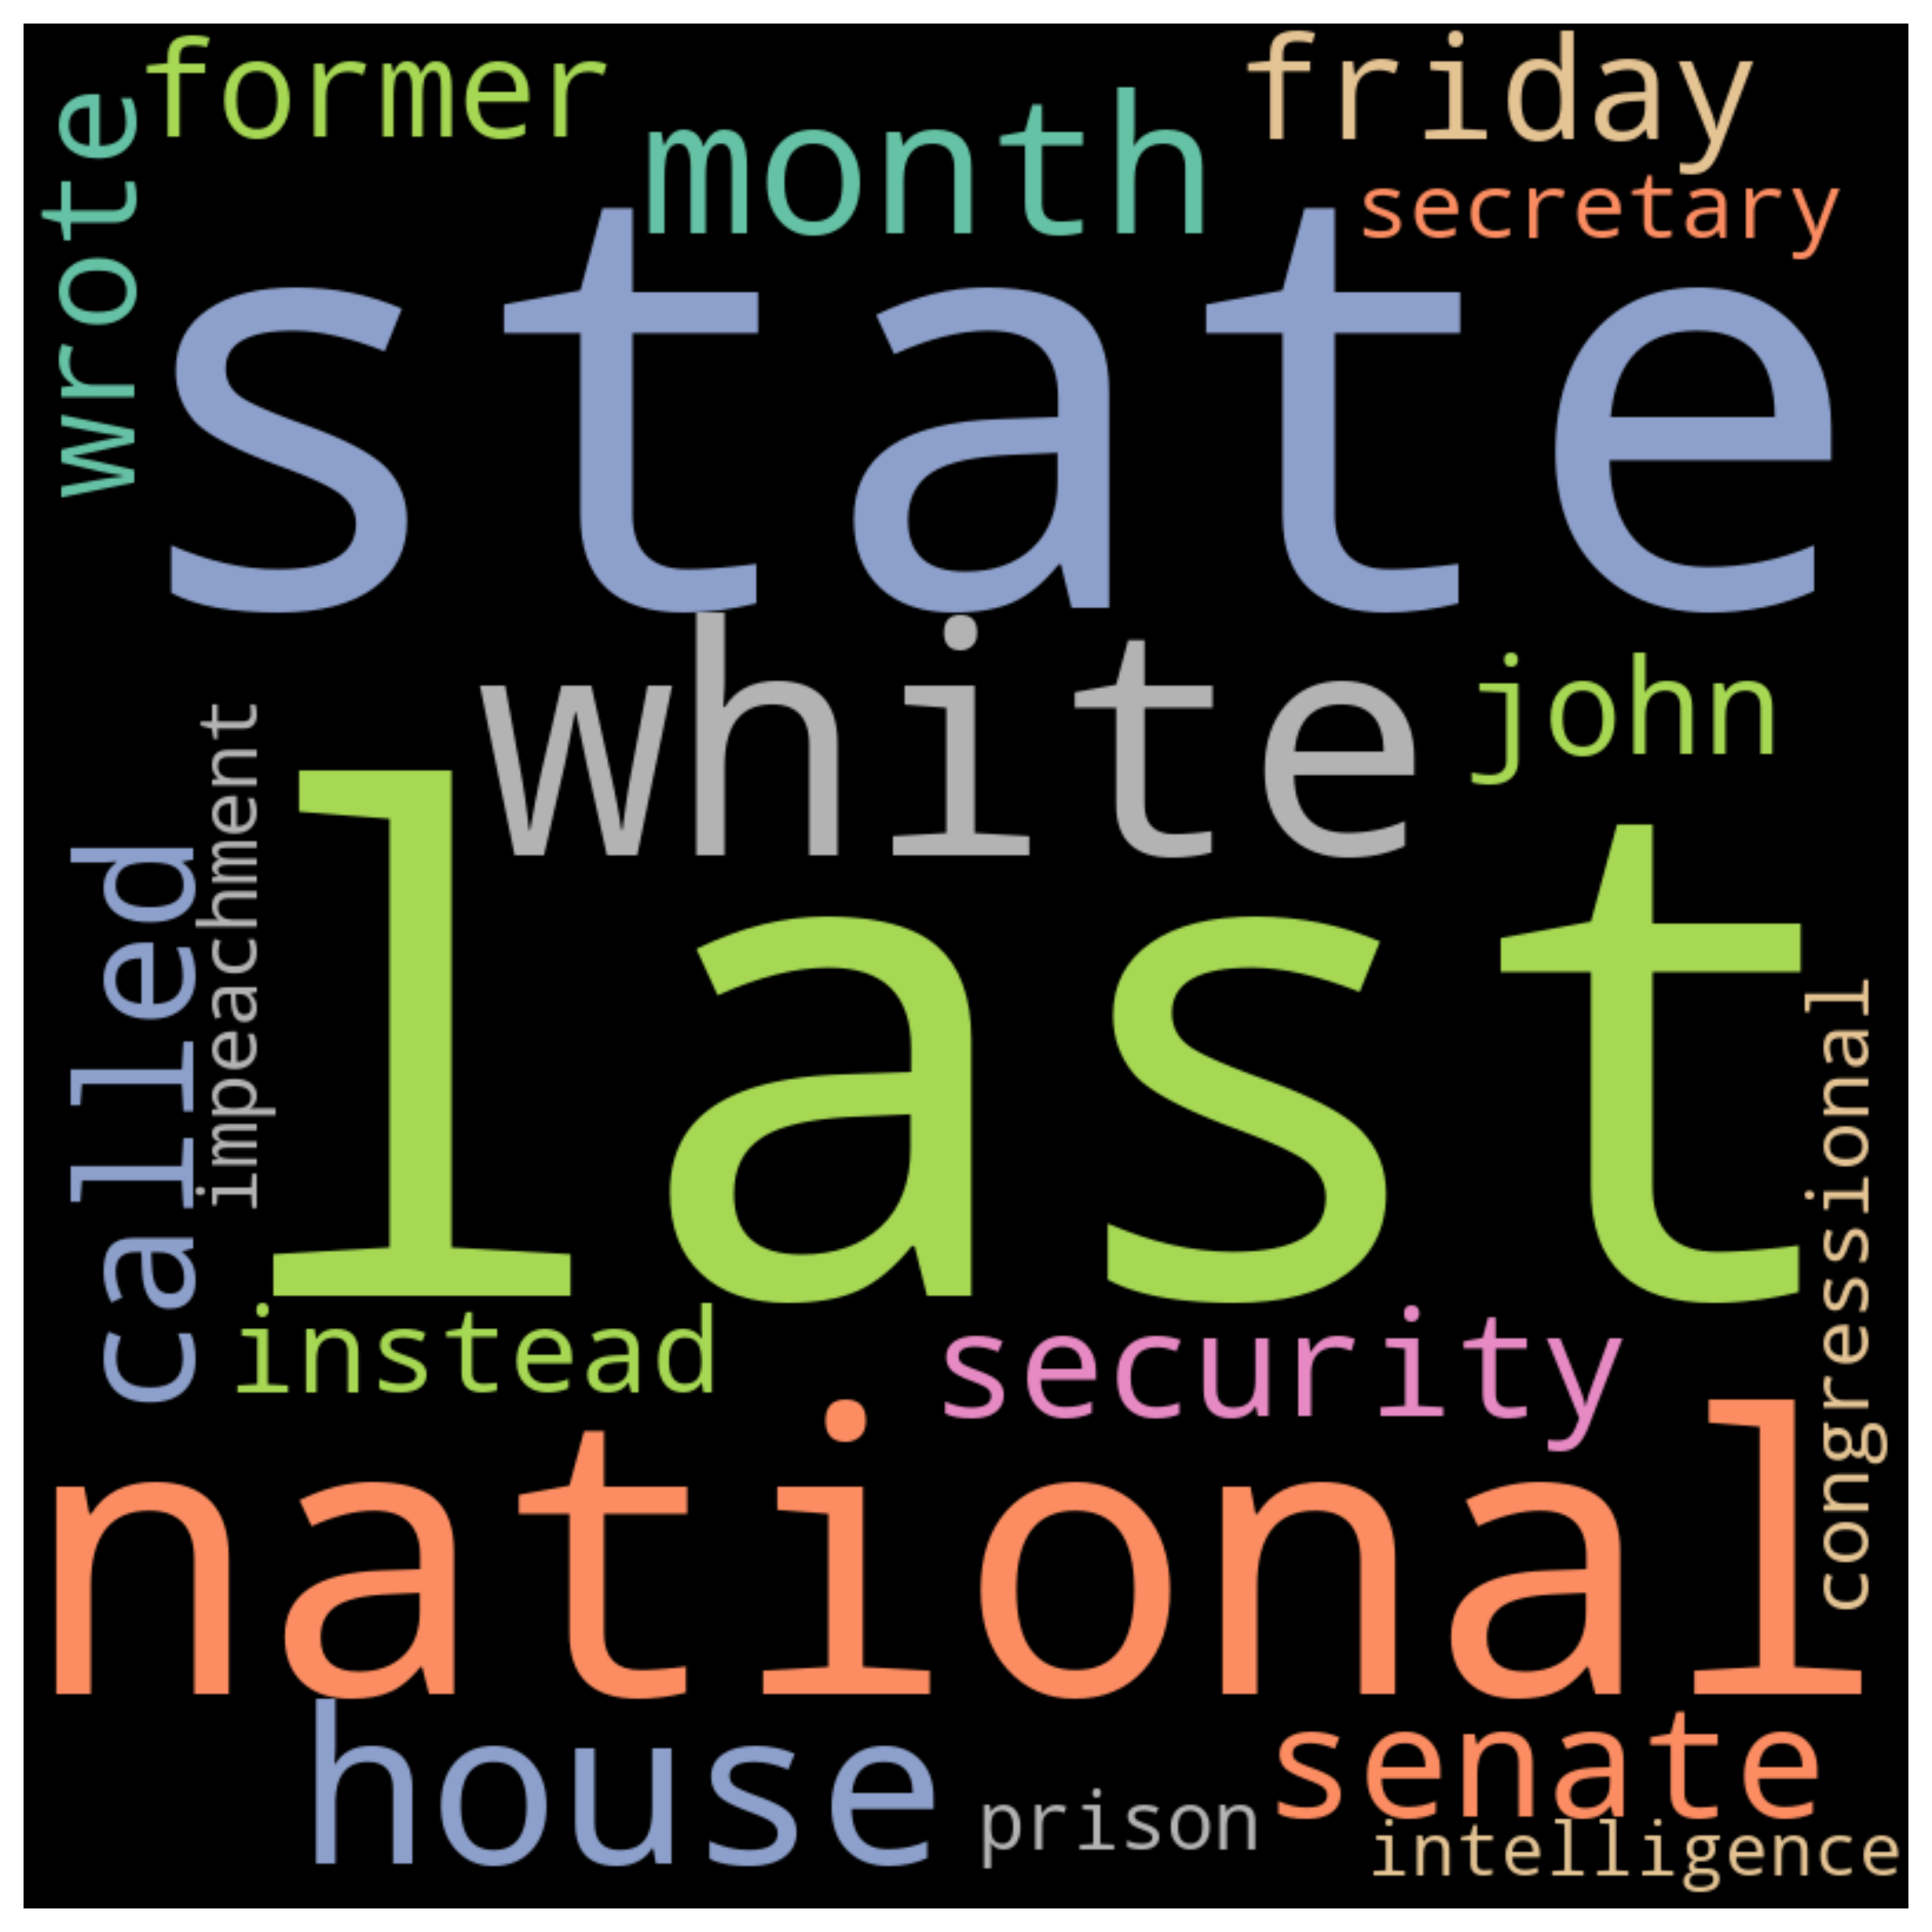 former
friday
month
wrote
secretary
state
white
john
impeachment
last
called
congressional
instead
security
national
house
senate
prison
intelligence